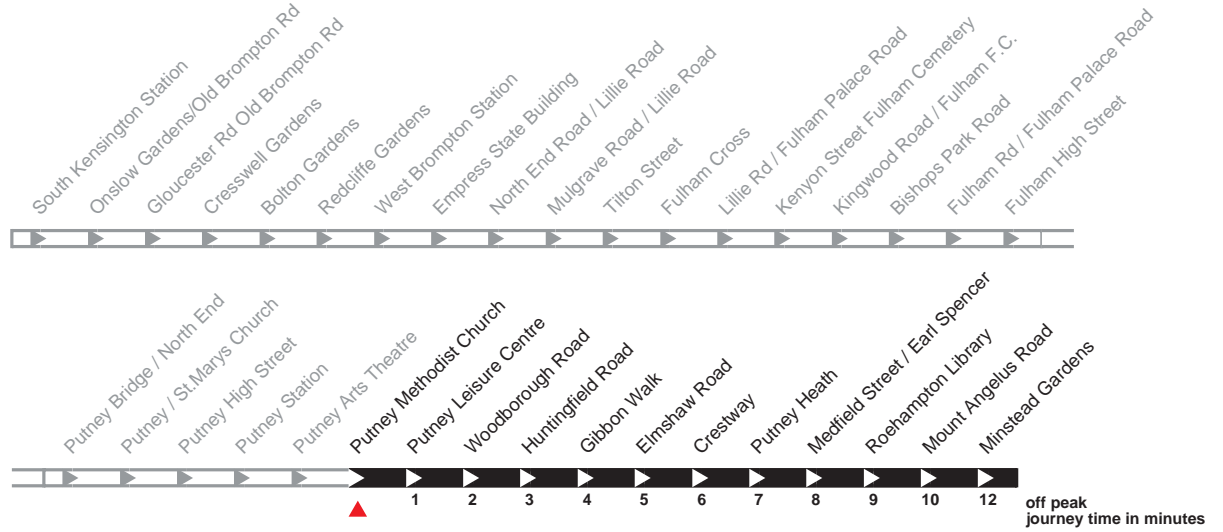 South Kensington Station
Onslow Gardens/Old Brompton Rd
Gloucester Rd Old Brompton Rd
Cresswell Gardens
Bolton Gardens
Redcliffe Gardens
West Brompton Station
Empress State Building
North End Road / Lillie Road
Mulgrave Road / Lillie Road
Tilton Street
Fulham Cross
Lillie Rd / Fulham Palace Road
Kenyon Street Fulham Cemetery
Kingwood Road / Fulham F.C.
Bishops Park Road
Fulham Rd / Fulham Palace Road
Fulham High Street
Putney Bridge / North End
Putney / St.Marys Church
Putney High Street
Putney Station
Putney Arts Theatre
Putney Methodist Church
Putney Leisure Centre
Woodborough Road
Huntingfield Road
Gibbon Walk
Elmshaw Road
Crestway
Putney Heath
Medfield Street / Earl Spencer
Roehampton Library
Mount Angelus Road
Minstead Gardens
1 2 3 4 5 6 7 8 9 10 12
off peak
journey time in minutes